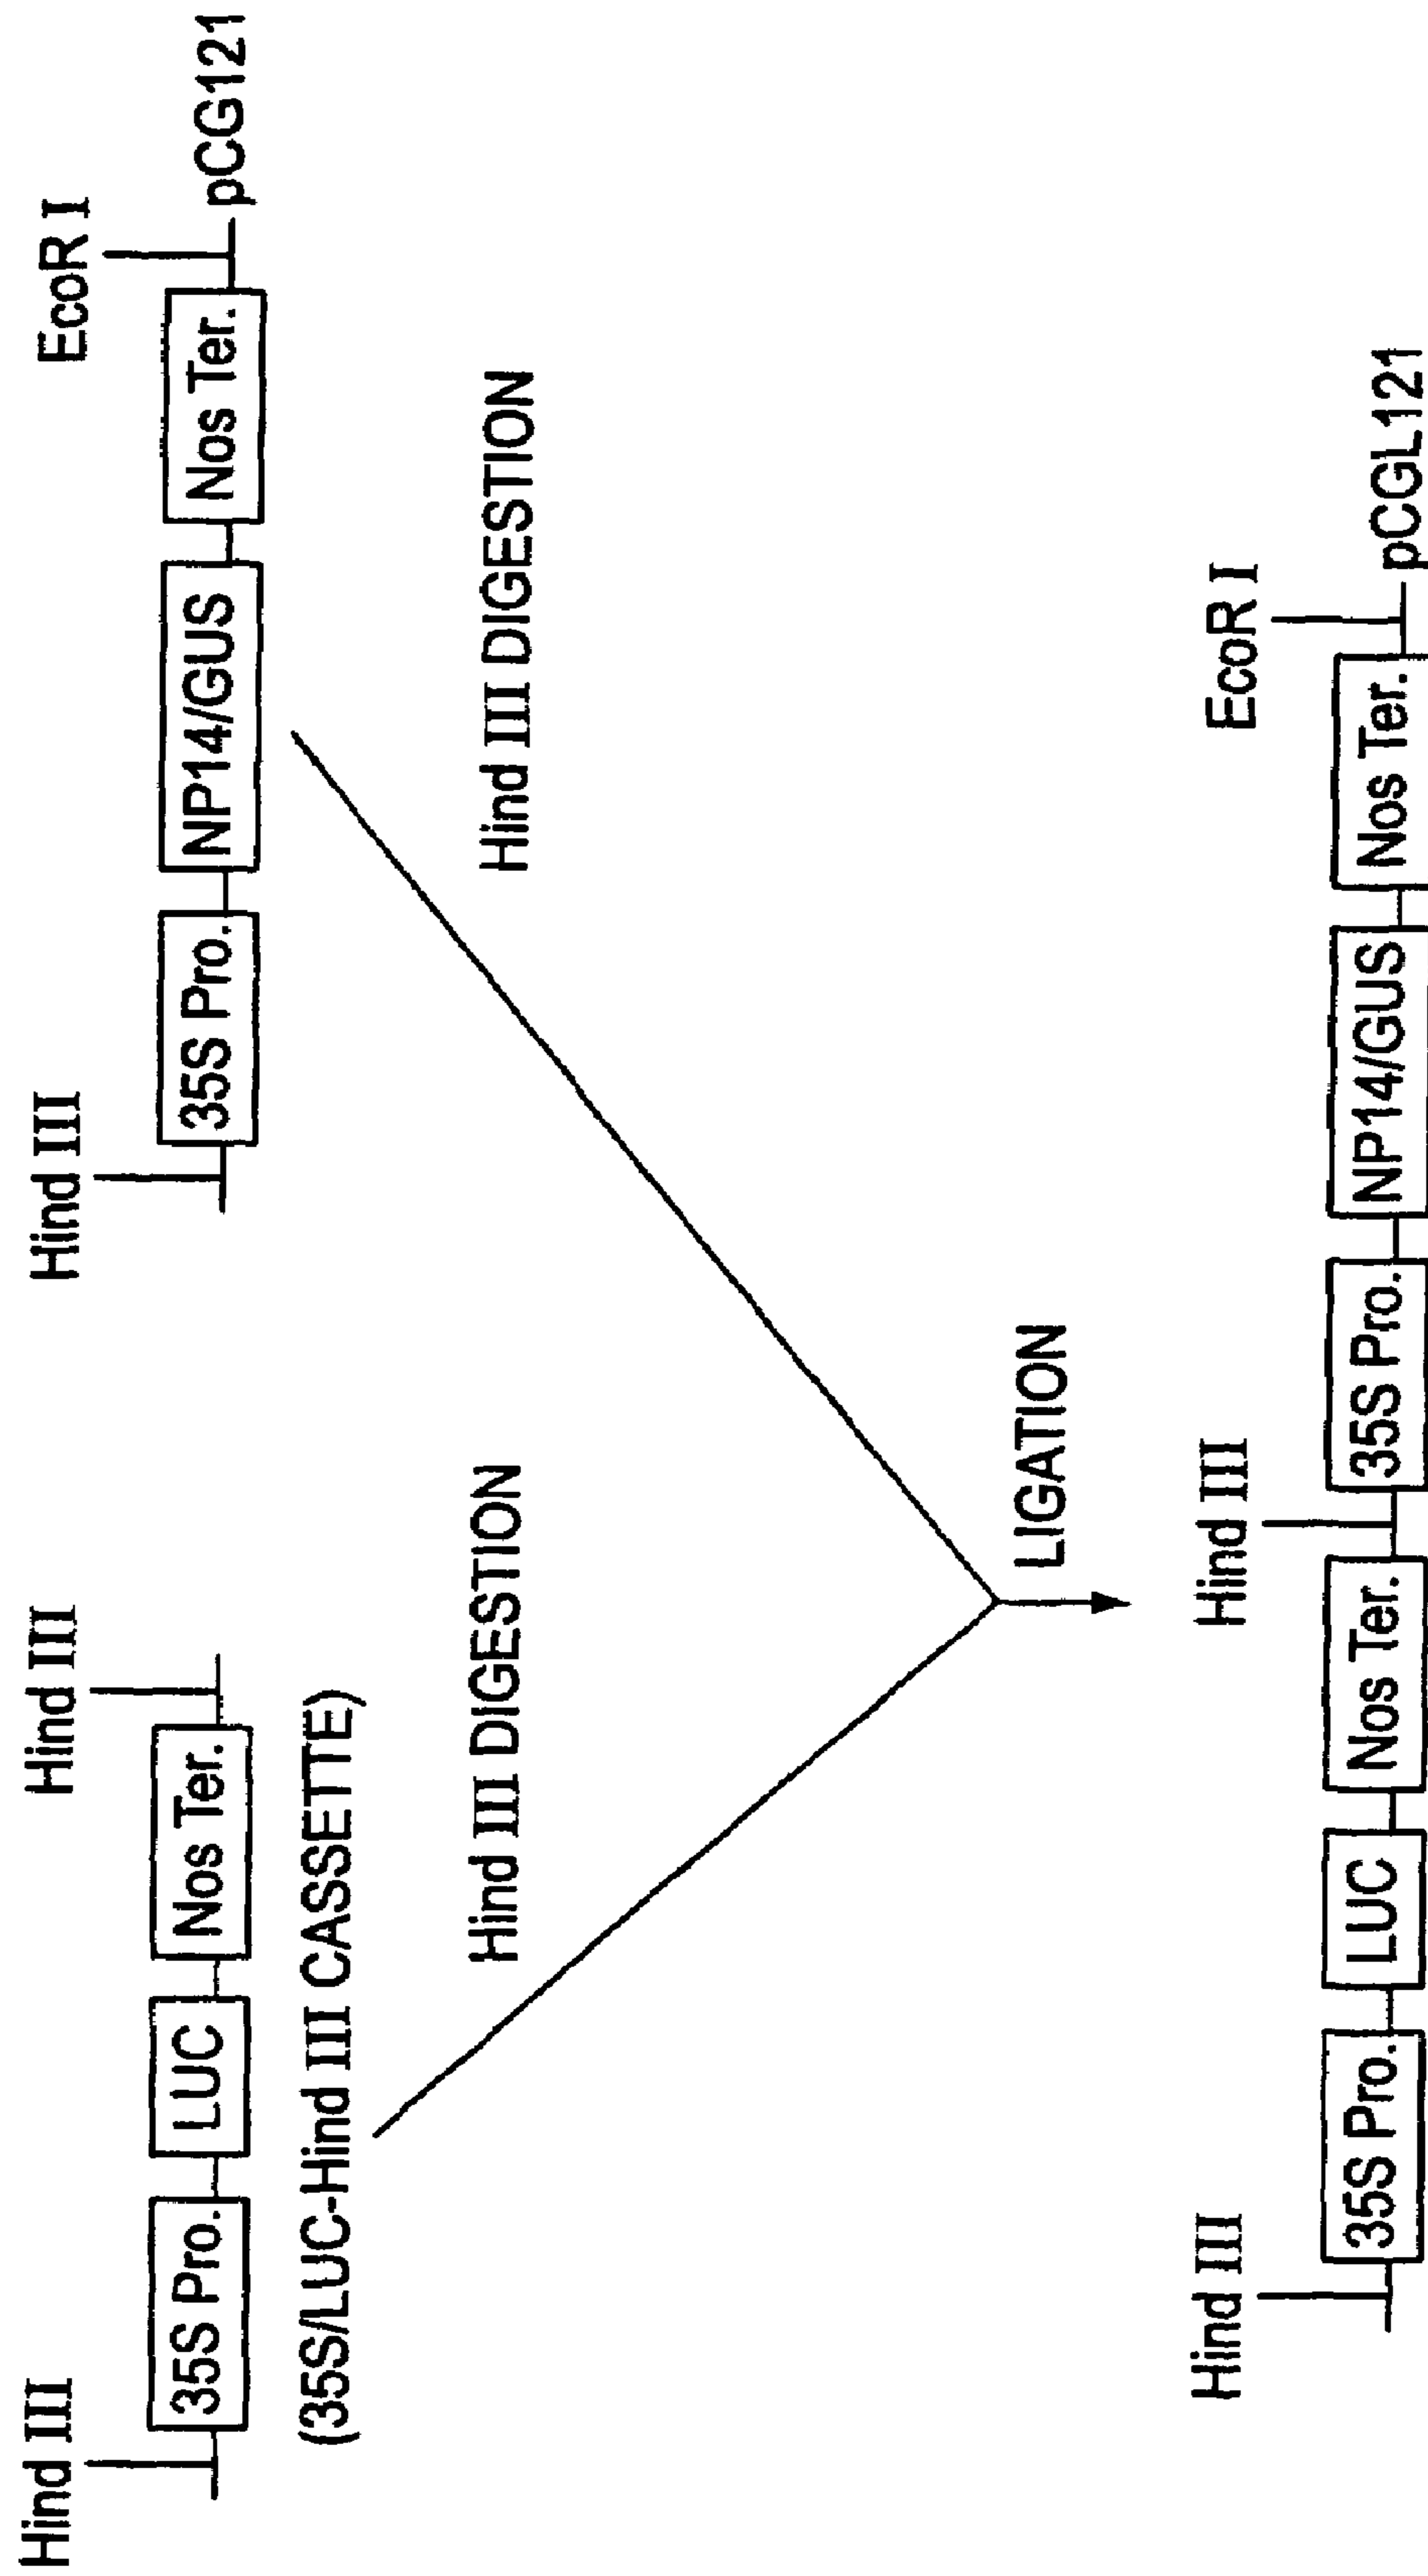 Hind III
Hind III
35S Pro.
LUC
Nos Ter.
(35S/LUC-Hind III CASSETTE)
Hind III
EcoR I
35S Pro.
NP14/GUS
Nos Ter.
pCG121
Hind III DIGESTION
Hind III DIGESTION
LIGATION
Hind III
Hind III
EcoR I
35S Pro.
LUC
Nos Ter.
35S Pro.
NP14/GUS
Nos Ter.
pCGL121